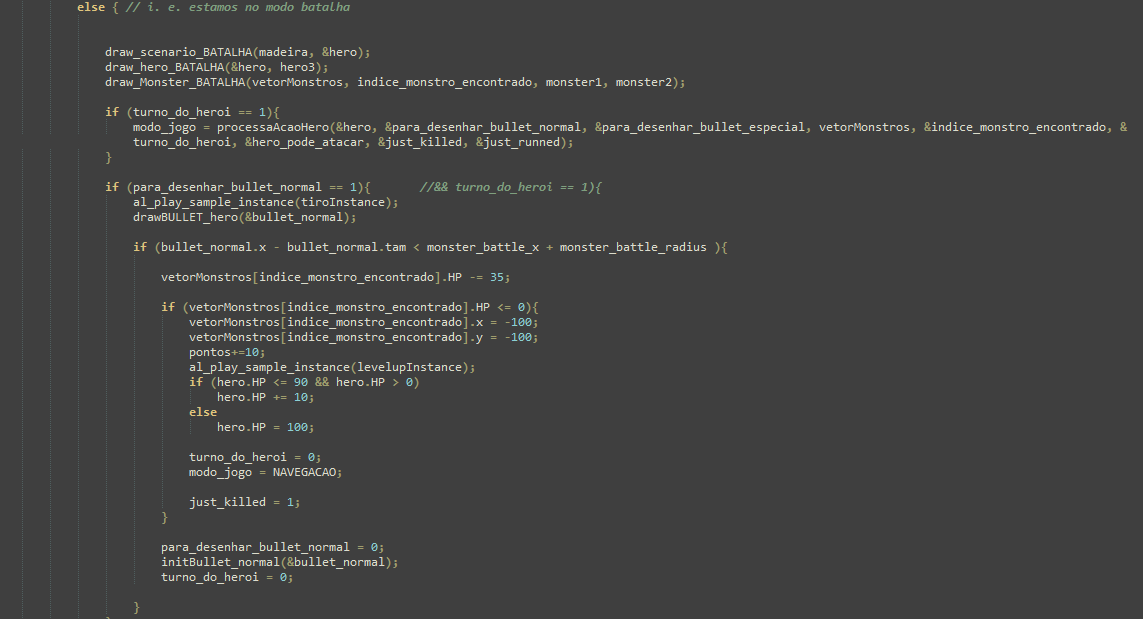 else { // i. e. estamos no modo batalha
draw_scenario_BATALHA(madeira, &hero);
draw_hero_BATALHA(&hero, hero3);
draw_Monster_BATALHA(vetorMonstros, indice_monstro_encontrado, monster1, monster2);
if (turno_do_heroi == 1){
modo_jogo = processaAcaoHero(&hero, &para_desenhar_bullet_normal, &para_desenhar_bullet_especial, vetorMonstros, &indice_monstro_encontrado, &
turno_do_heroi, &hero_pode_atacar, &just_killed, &just_runned);
}
if (para_desenhar_bullet_normal == 1){ //&& turno_do_heroi == 1){
al_play_sample_instance(tiroInstance);
drawBULLET_hero(&bullet_normal);
if (bullet_normal.x - bullet_normal.tam < monster_battle_x + monster_battle_radius ){
vetorMonstros[indice_monstro_encontrado].HP -= 35;
if (vetorMonstros[indice_monstro_encontrado].HP <= 0){
vetorMonstros[indice_monstro_encontrado].x = -100;
vetorMonstros[indice_monstro_encontrado].y = -100;
pontos+=10;
al_play_sample_instance(levelupInstance);
if (hero.HP <= 90 && hero.HP > 0)
hero.HP += 10;
else
hero.HP = 100;
turno_do_heroi = 0;
modo_jogo = NAVEGACAO;
just_killed = 1;
}
para_desenhar_bullet_normal = 0;
initBullet_normal(&bullet_normal);
turno_do_heroi = 0;
}